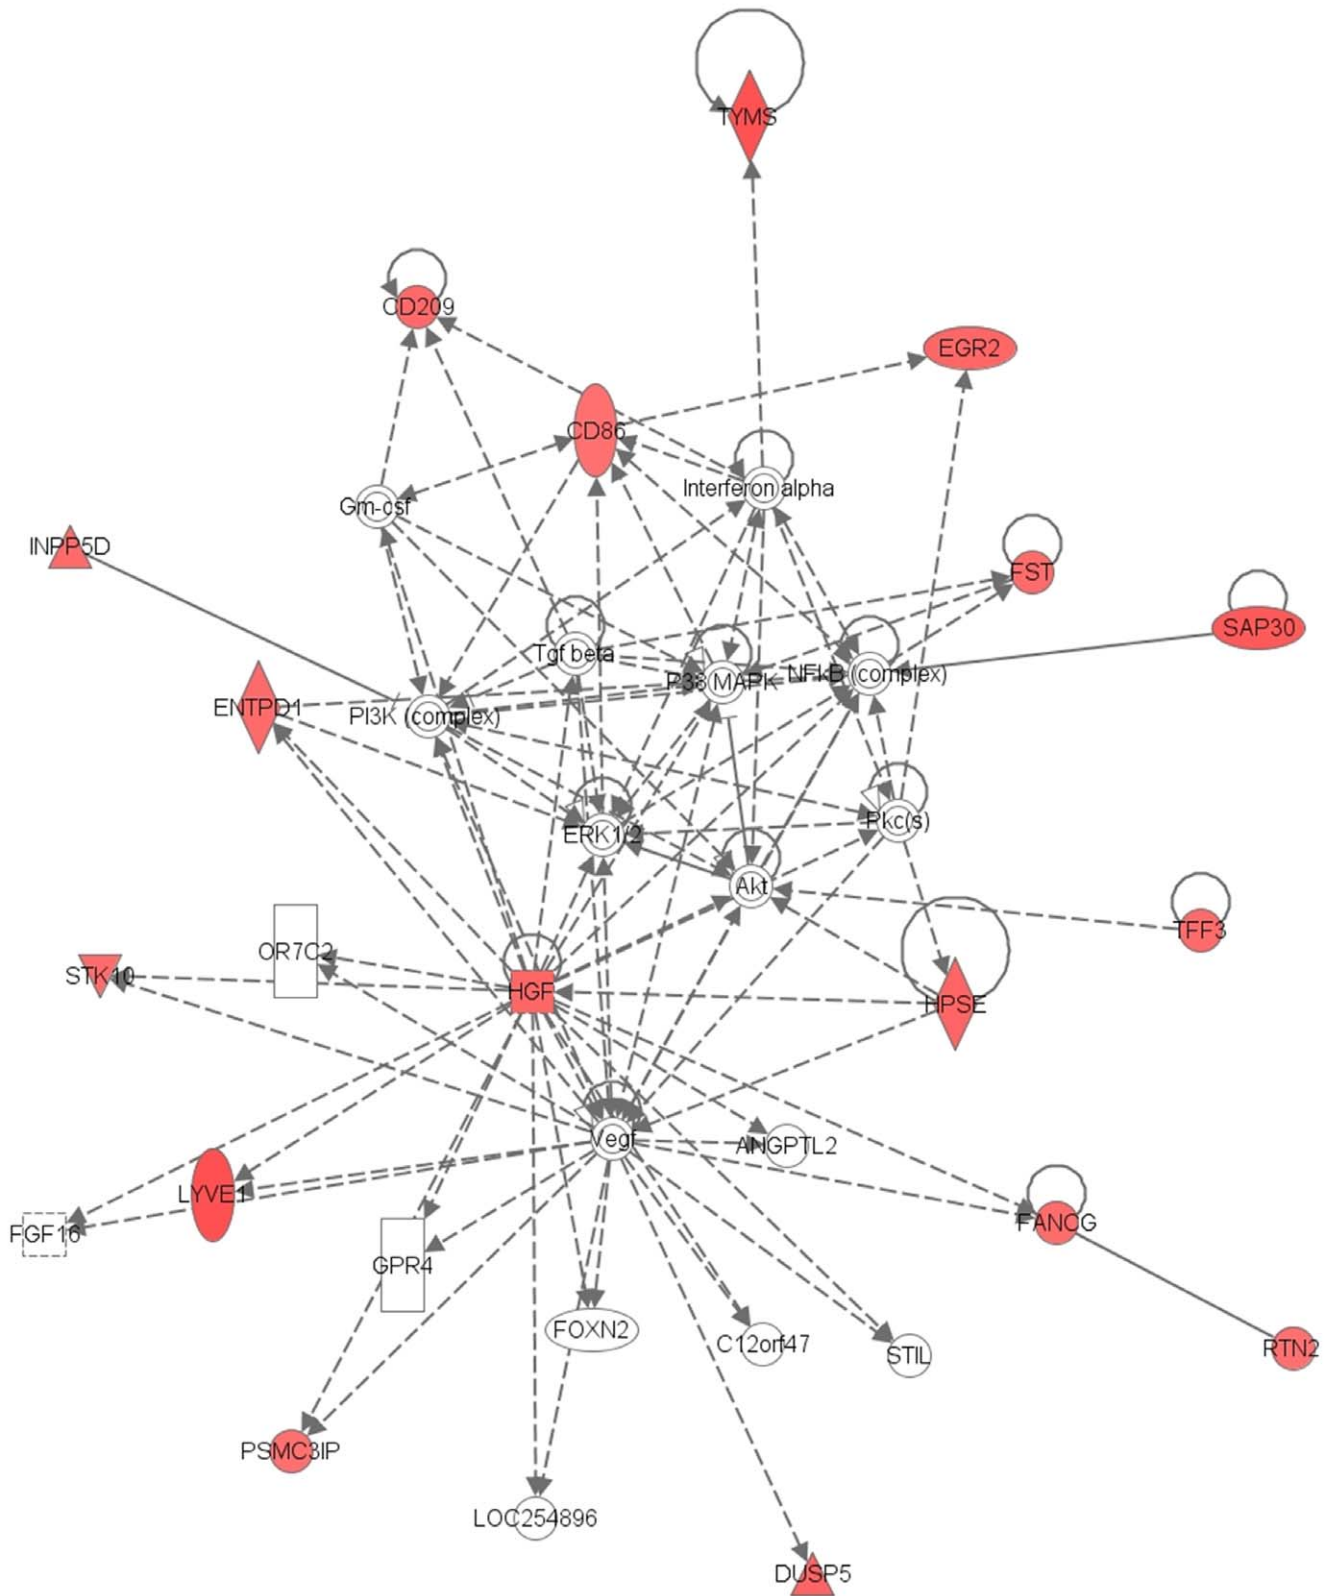 TYMS
CD209
EGR2
CD86
Interferon alpha
Gm-csf
INPP5D
FST
SAP30
Tgf beta
P38 MAPK
NFkB (complex)
ENTPD1
PI3K (complex)
ERK1/2
Pkc(s)
Akt
TFF3
OR7C2
STK10
HGF
HPSE
Vegf
ANGPTL2
LYVE1
FANCG
FGF16
GPR4
FOXN2
C12orf47
STIL
RTN2
PSMC3IP
LOC254896
DUSP5